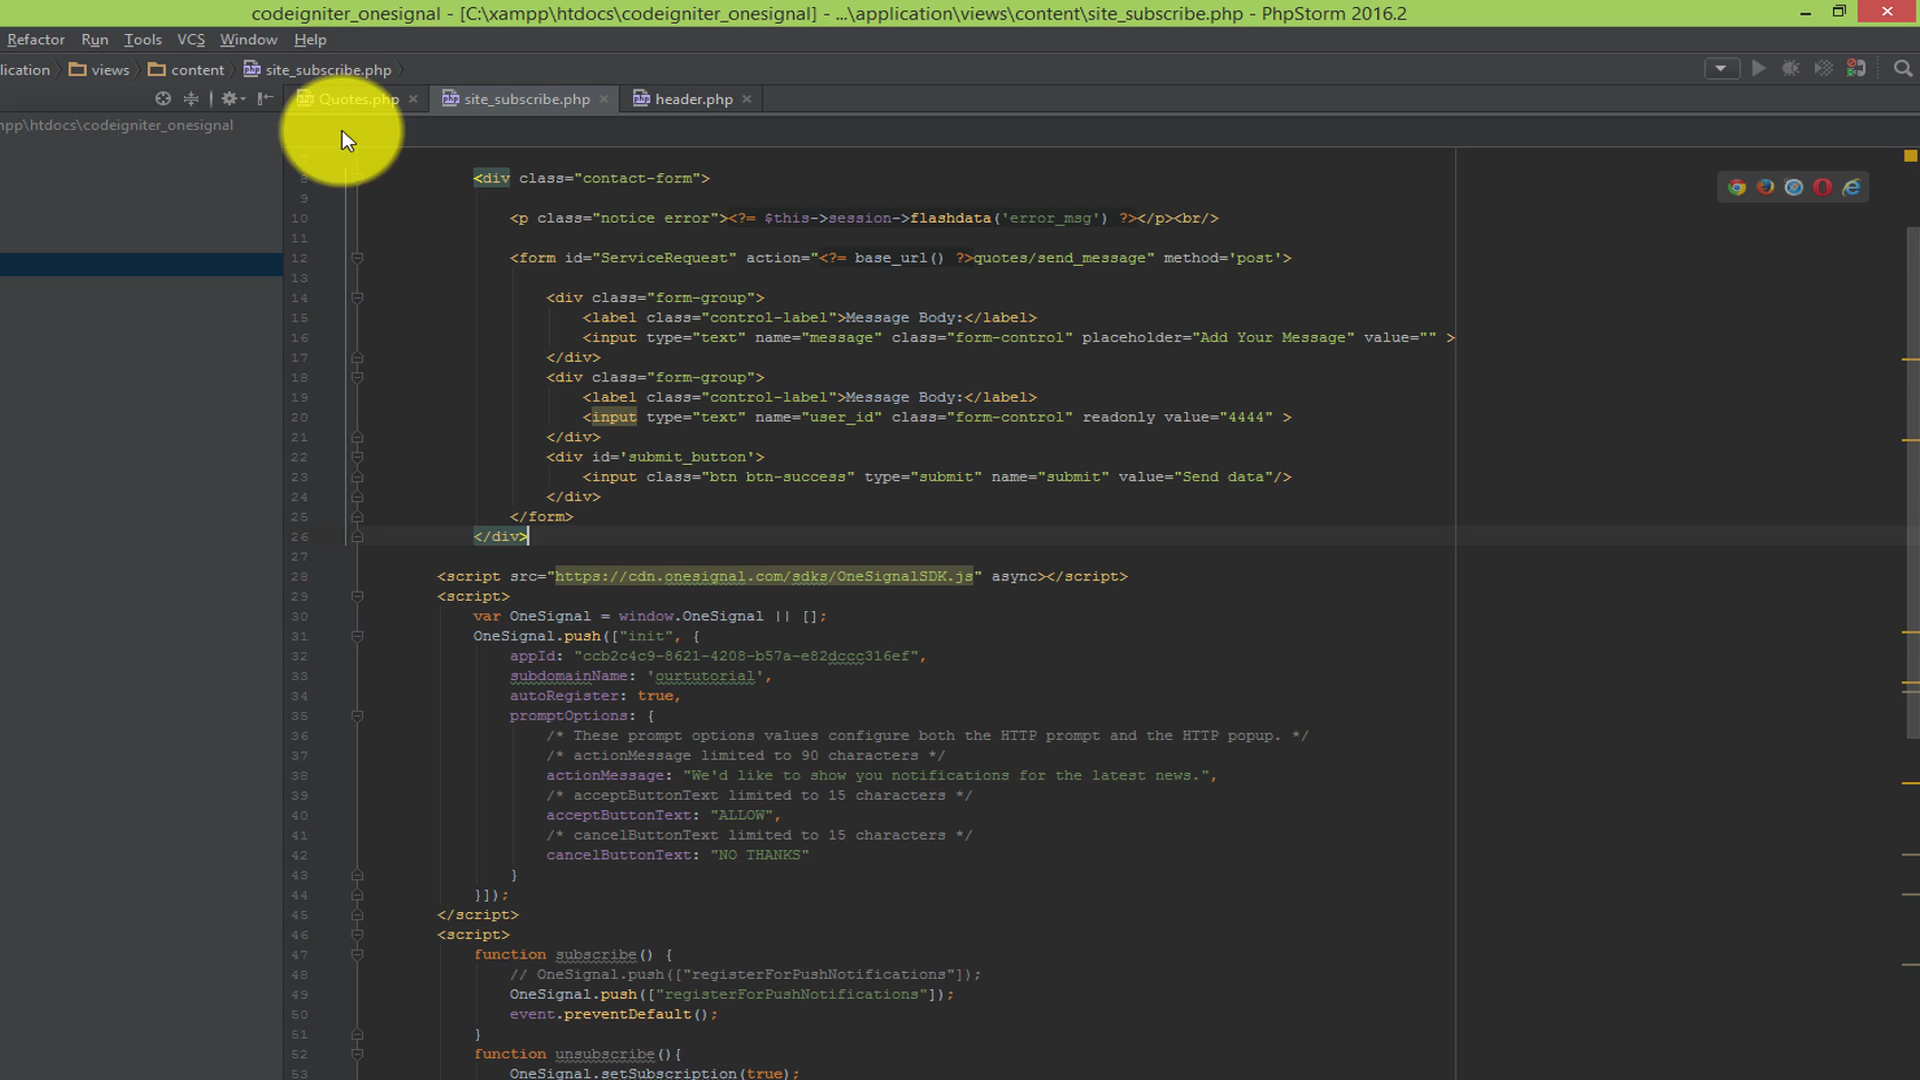 codeigniter_onesignal - [C:\xampp\htdocs\codeigniter_onesignal] - ...\application\views\content\site_subscribe.php - PhpStorm 2016.2
Refactor Run Tools VCS Window Help
lication views content site_subscribe.php
Quotes.php site_subscribe.php header.php
mpp\htdocs\codeigniter_onesignal
8 <div class="contact-form">
9
10 <p class="notice error"><?= $this->session->flashdata('error_msg') ?></p><br/>
11
12 <form id="ServiceRequest" action="<?= base_url() ?>quotes/send_message" method='post'>
13
14 <div class="form-group">
15 <label class="control-label">Message Body:</label>
16 <input type="text" name="message" class="form-control" placeholder="Add Your Message" value="" >
17 </div>
18 <div class="form-group">
19 <label class="control-label">Message Body:</label>
20 <input type="text" name="user_id" class="form-control" readonly value="4444" >
21 </div>
22 <div id='submit_button'>
23 <input class="btn btn-success" type="submit" name="submit" value="Send data"/>
24 </div>
25 </form>
26 </div>
27
28 <script src="https://cdn.onesignal.com/sdks/OneSignalSDK.js" async></script>
29 <script>
30 var OneSignal = window.OneSignal || [];
31 OneSignal.push(["init", {
32 appId: "ccb2c4c9-8621-4208-b57a-e82dccc316ef",
33 subdomainName: 'ourtutorial',
34 autoRegister: true,
35 promptOptions: {
36 /* These prompt options values configure both the HTTP prompt and the HTTP popup. */
37 /* actionMessage limited to 90 characters */
38 actionMessage: "We'd like to show you notifications for the latest news.",
39 /* acceptButtonText limited to 15 characters */
40 acceptButtonText: "ALLOW",
41 /* cancelButtonText limited to 15 characters */
42 cancelButtonText: "NO THANKS"
43 }
44 }]);
45 </script>
46 <script>
47 function subscribe() {
48 // OneSignal.push(["registerForPushNotifications"]);
49 OneSignal.push(["registerForPushNotifications"]);
50 event.preventDefault();
51 }
52 function unsubscribe(){
53 OneSignal.setSubscription(true);